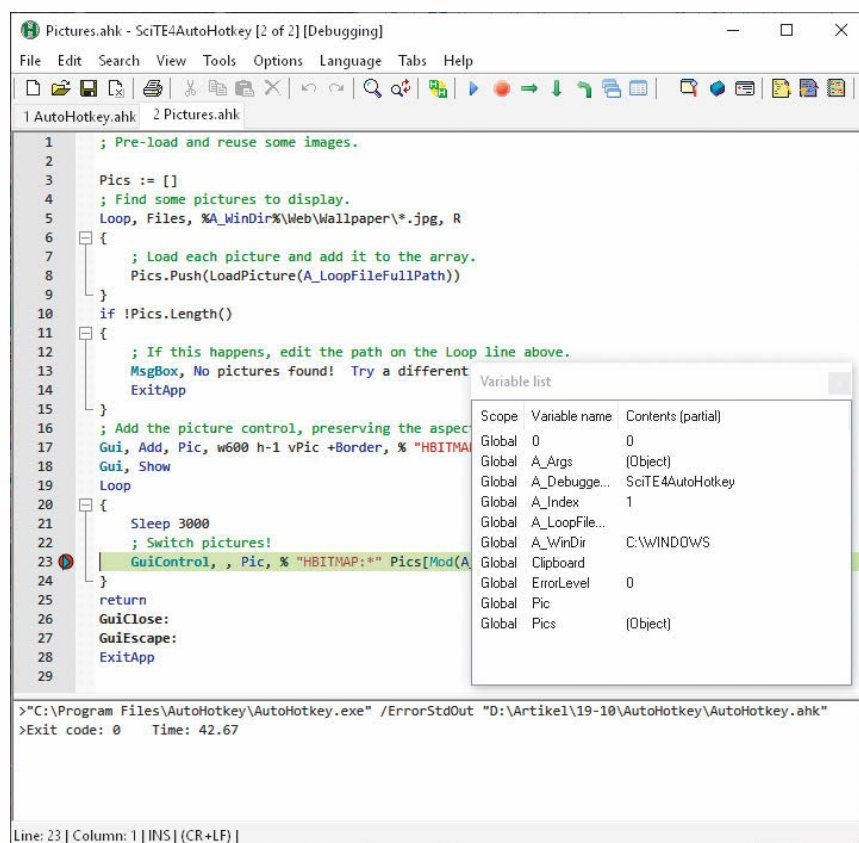 Pictures.ahk - SciTE4AutoHotkey [2 of 2] [Debugging]
File Edit Search View Tools Options Language Tabs Help
1 AutoHotkey.ahk 2 Pictures.ahk
1 ; Pre-load and reuse some images.
2
3 Pics := []
4 ; Find some pictures to display.
5 Loop, Files, %A_WinDir%\Web\Wallpaper\*.jpg, R
6 {
7 ; Load each picture and add it to the array.
8 Pics.Push(LoadPicture(A_LoopFileFullPath))
9 }
10 if !Pics.Length()
11 {
12 ; If this happens, edit the path on the Loop line above.
13 MsgBox, No pictures found! Try a different
14 ExitApp
15 }
16 ; Add the picture control, preserving the aspec
17 Gui, Add, Pic, w600 h-1 vPic +Border, % "HBITMA
18 Gui, Show
19 Loop
20 {
21 Sleep 3000
22 ; Switch pictures!
23 GuiControl, , Pic, % "HBITMAP:*" Pics[Mod(A_
24 }
25 return
26 GuiClose:
27 GuiEscape:
28 ExitApp
29
Variable list
Scope Variable name Contents (partial)
Global 0 0
Global A_Args (Object)
Global A_Debugge... SciTE4AutoHotkey
Global A_Index 1
Global A_LoopFile...
Global A_WinDir C:\WINDOWS
Global Clipboard
Global ErrorLevel 0
Global Pic
Global Pics (Object)
>"C:\Program Files\AutoHotkey\AutoHotkey.exe" /ErrorStdOut "D:\Artikel\19-10\AutoHotkey\AutoHotkey.ahk"
>Exit code: 0 Time: 42.67
Line: 23 | Column: 1 | INS | (CR+LF) |